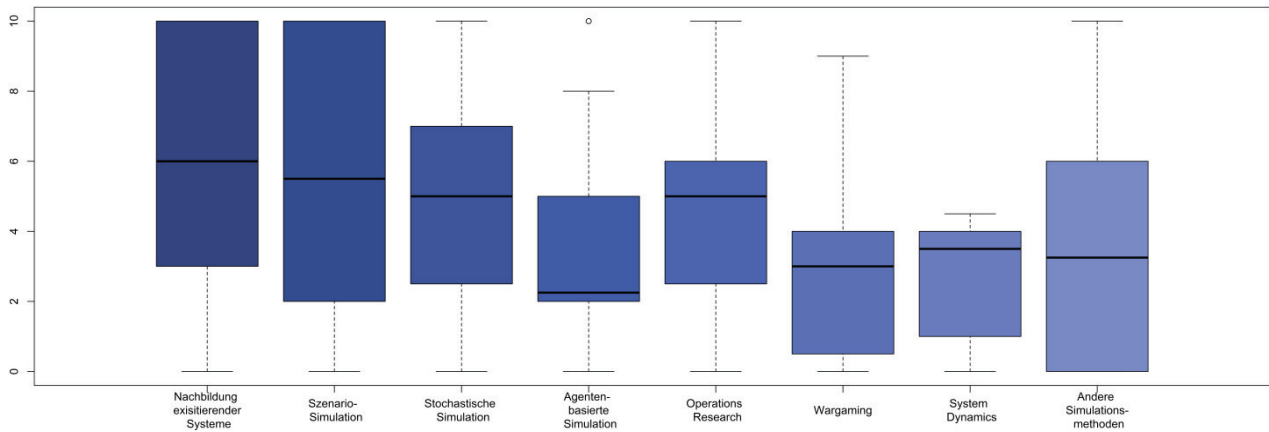 10
8
6
4
2
0
Nachbildung
exisitierender
Systeme
Szenario-
Simulation
Stochastische
Simulation
Agenten-
basierte
Simulation
Operations
Research
Wargaming
System
Dynamics
Andere
Simulations-
methoden